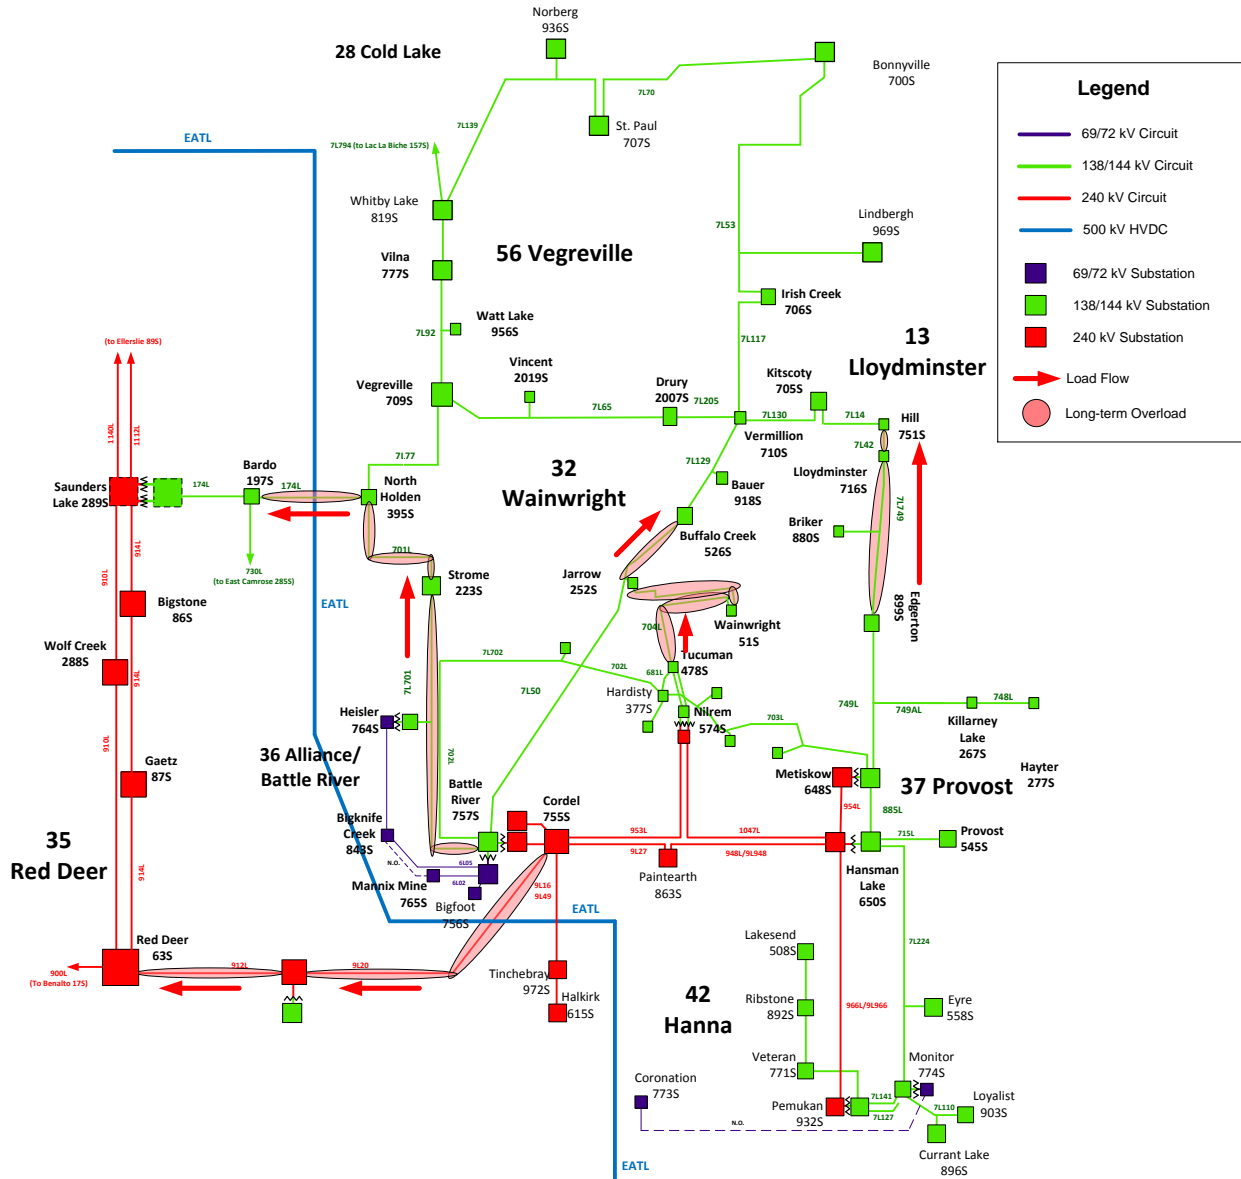 Norberg
936S
28 Cold Lake
Bonnyville
700S
7L70
St. Paul
707S
7L139
EATL
7L794 (to Lac La Biche 157S)
Legend
69/72 kV Circuit
138/144 kV Circuit
240 kV Circuit
500 kV HVDC
69/72 kV Substation
138/144 kV Substation
240 kV Substation
Load Flow
Long-term Overload
Whitby Lake
819S
Lindbergh
969S
7L53
56 Vegreville
Vilna
777S
Irish Creek
706S
Watt Lake
956S
7L92
7L117
13
Lloydminster
(to Ellerslie 89S)
Vincent
2019S
Kitscoty
705S
Vegreville
709S
Drury
2007S
7L205
7L65
7L130
7L14
Hill
751S
Vermillion
710S
7L42
1140L
1112L
7L77
7L129
Lloydminster
716S
32
Wainwright
Bardo
197S
Saunders
Lake 289S
174L
174L
North
Holden
395S
Bauer
918S
7L749
Buffalo Creek
526S
Briker
880S
914L
701L
910L
730L
(to East Camrose 285S)
Strome
223S
Jarrow
252S
Edgerton
899S
EATL
Bigstone
86S
Wainwright
51S
704L
Wolf Creek
288S
Tucuman
478S
7L702
702L
681L
914L
7L701
7L50
Hardisty
377S
Nilrem
574S
703L
749L
749AL
748L
Killarney
Lake
267S
Hayter
277S
Heisler
764S
910L
Gaetz
87S
36 Alliance/
Battle River
702L
Battle
River
757S
Cordel
755S
Metiskow
648S
37 Provost
954L
885L
Bigknife
Creek
843S
953L
1047L
715L
Provost
545S
35
Red Deer
914L
N.O.
6L05
6L02
9L27
948L/9L948
Mannix Mine
765S
Bigfoot
756S
9L16
9L49
Paintearth
863S
Hansman
Lake
650S
EATL
Red Deer
63S
Lakesend
508S
7L224
900L
(To Benalto 17S)
912L
9L20
Tinchebray
972S
42
Hanna
Ribstone
892S
966L/9L966
Eyre
558S
Halkirk
615S
Veteran
771S
Monitor
774S
Coronation
773S
7L141
Pemukan
932S
7L127
7L110
Loyalist
903S
N.O.
Currant Lake
896S
EATL